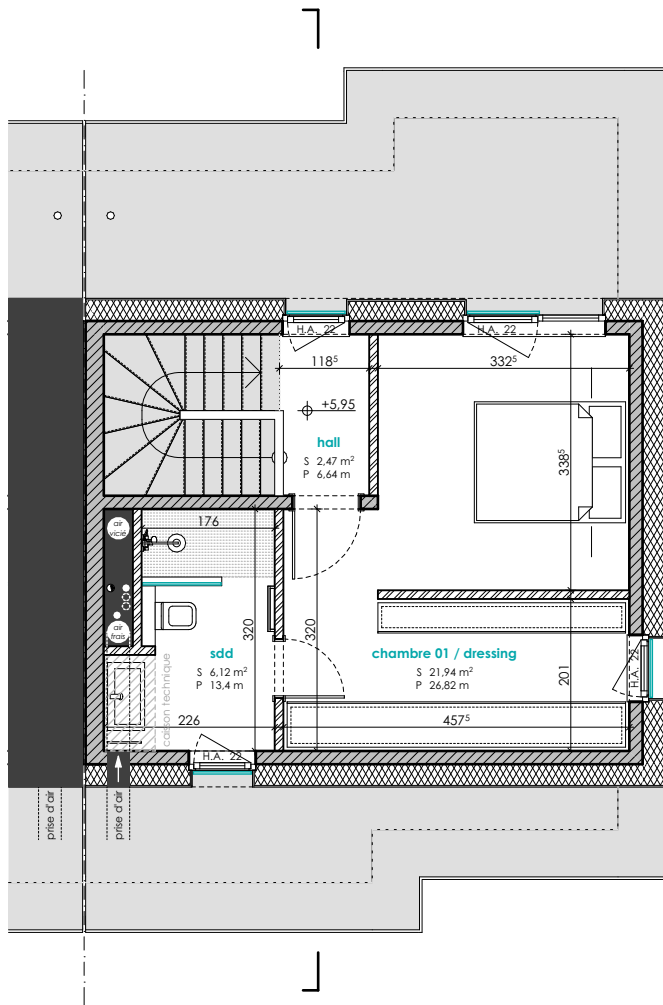 H.A. 22
H.A. 22
118⁵
332⁵
+5,95
hall
S 2,47 m²
P 6,64 m
338⁵
air
vicié
176
320
320
air
frais
sdd
S 6,12 m²
P 13,4 m
chambre 01 / dressing
S 21,94 m²
P 26,82 m
201
H.A. 22
caisson technique
226
457⁵
H.A. 22
prise d'air
prise d'air